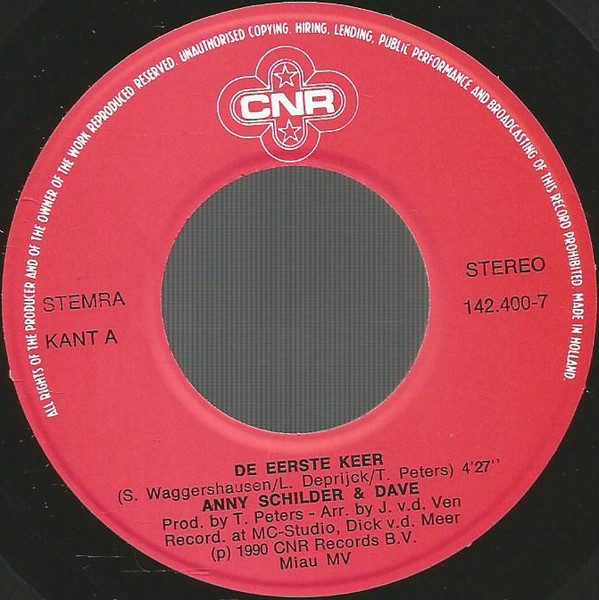 ALL RIGHTS OF THE PRODUCER AND OF THE OWNER OF THE WORK REPRODUCED RESERVED. UNAUTHORISED COPYING, HIRING, LENDING, PUBLIC PERFORMANCE AND BROADCASTING OF THIS RECORD PROHIBITED MADE IN HOLLAND.
CNR
STEMRA
KANT A
STEREO
142.400-7
DE EERSTE KEER
(S. Waggershausen/L. Deprijck/T. Peters) 4'27''
ANNY SCHILDER & DAVE
Prod. by T. Peters - Arr. by J. v.d. Ven
Record. at MC-Studio, Dick v.d. Meer
(p) 1990 CNR Records B.V.
Miau MV